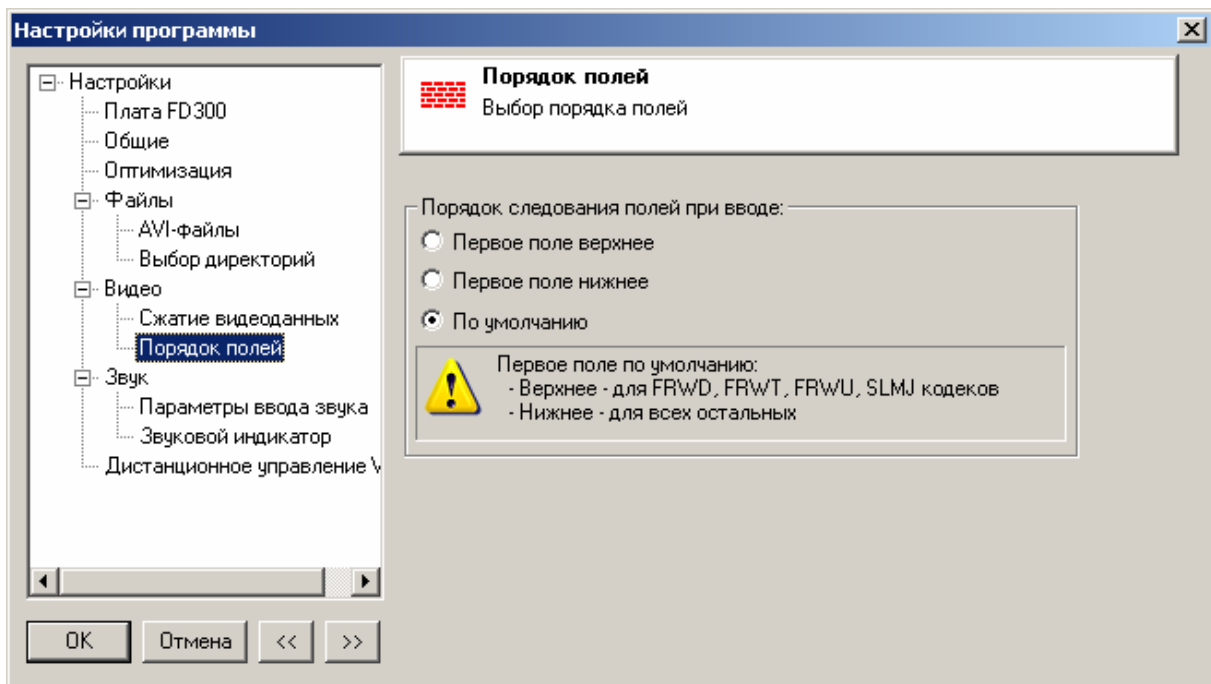 Настройки программы
Настройки
Плата FD300
Общие
Оптимизация
Файлы
AVI-файлы
Выбор директорий
Видео
Сжатие видеоданных
Порядок полей
Звук
Параметры ввода звука
Звуковой индикатор
Дистанционное управление V
OK
Отмена
<<
>>
Порядок полей
Выбор порядка полей
Порядок следования полей при вводе:
Первое поле верхнее
Первое поле нижнее
По умолчанию
Первое поле по умолчанию:
- Верхнее - для FRWD, FRWT, FRWU, SLMJ кодеков
- Нижнее - для всех остальных